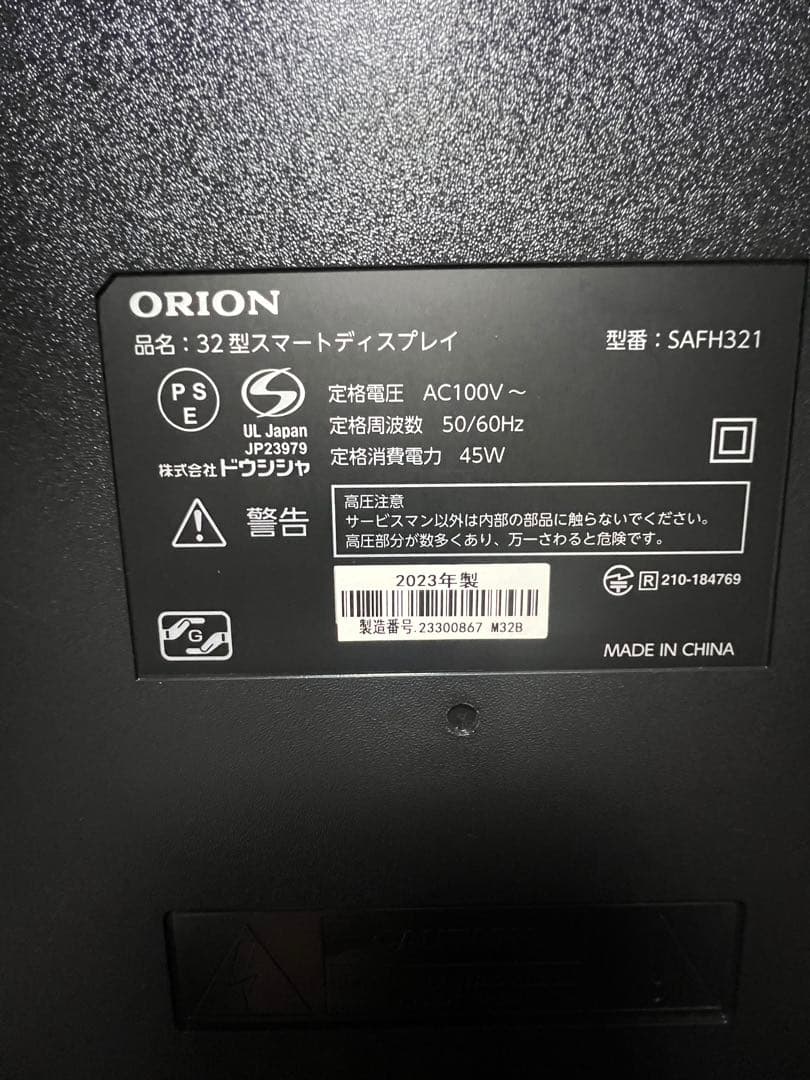 ORION
品名：32型スマートディスプレイ
型番：SAFH321
PSE
UL Japan
JP23979
株式会社ドウシシャ
定格電圧 AC100V～
定格周波数 50/60Hz
定格消費電力 45W
警告
高圧注意
サービスマン以外は内部の部品に触らないでください。
高圧部分が数多くあり、万一さわると危険です。
2023年製
製造番号.23300867 M32B
R 210-184769
G
MADE IN CHINA